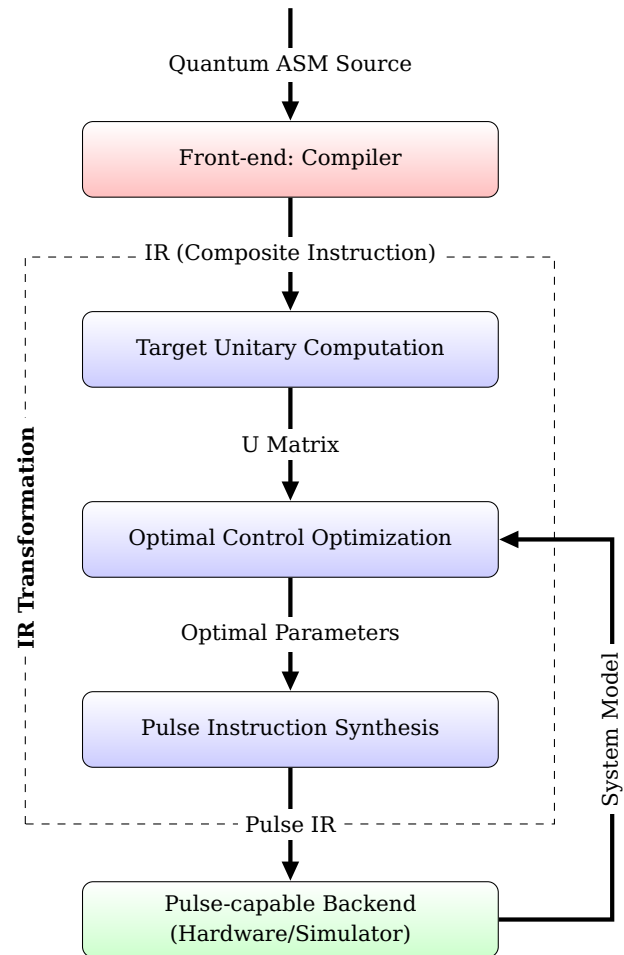 Quantum ASM Source
Front-end: Compiler
IR (Composite Instruction)
Target Unitary Computation
U Matrix
IR Transformation
Optimal Control Optimization
Optimal Parameters
System Model
Pulse Instruction Synthesis
Pulse IR
Pulse-capable Backend
(Hardware/Simulator)